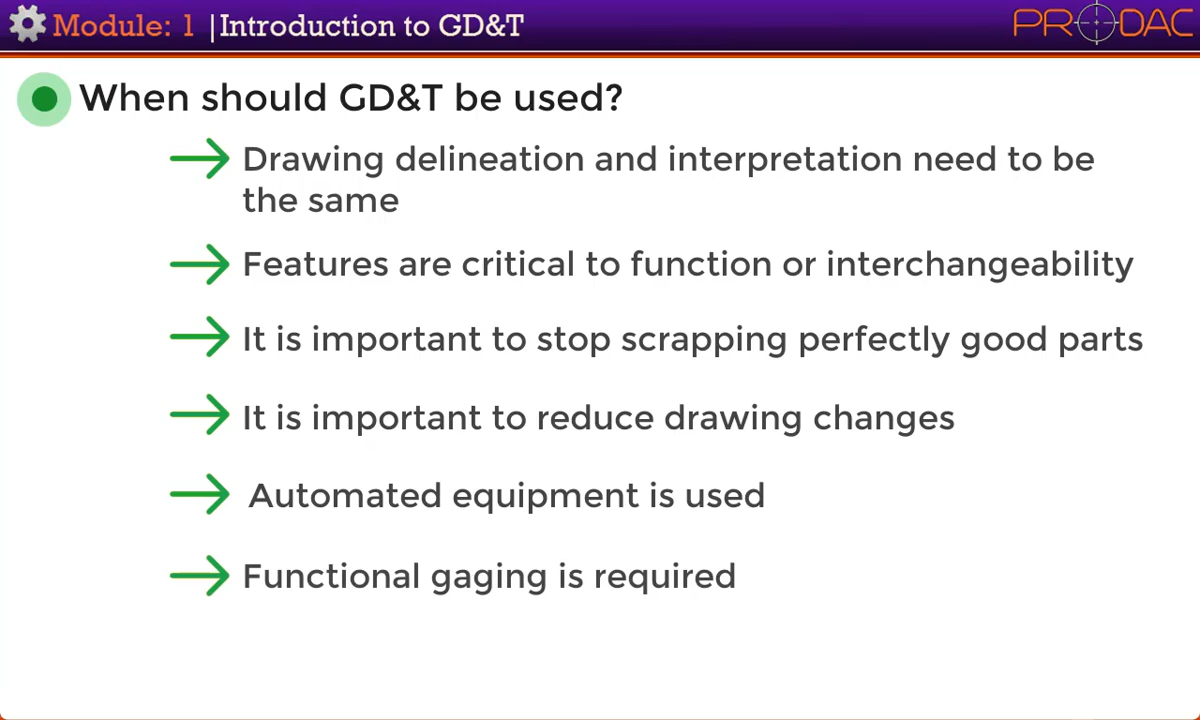 Module: 1 |Introduction to GD&T
PRODAC
When should GD&T be used?
Drawing delineation and interpretation need to be
the same
Features are critical to function or interchangeability
It is important to stop scrapping perfectly good parts
It is important to reduce drawing changes
Automated equipment is used
Functional gaging is required